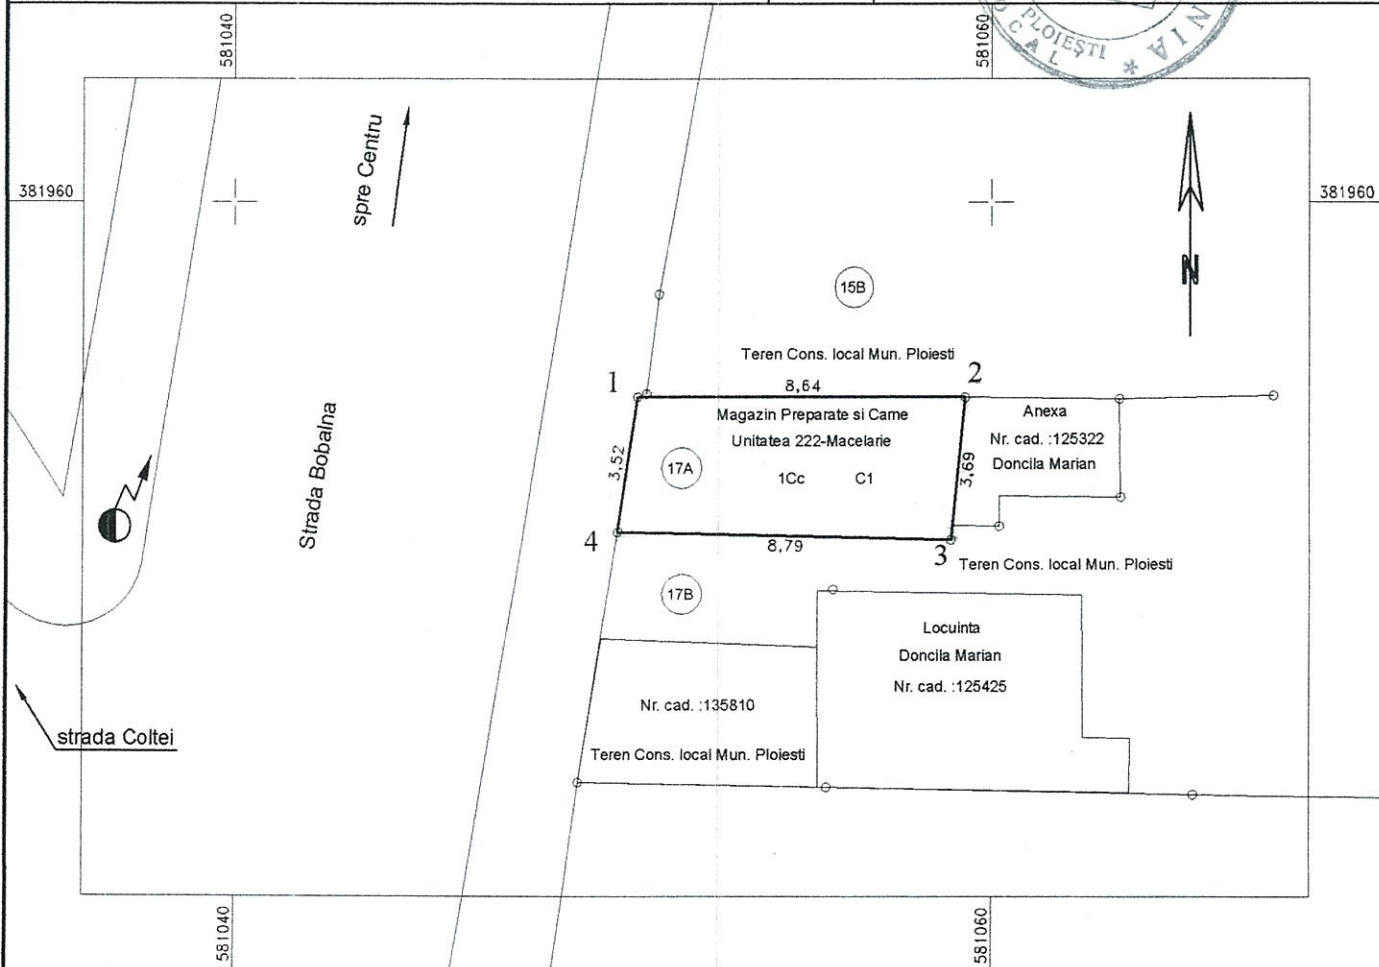 581040
581060
PLOIEȘTI
OCAL
NIA *
381960
381960
spre Centru
N
15B
Teren Cons. local Mun. Ploiesti
1
8,64
2
Magazin Preparate si Carne
Unitatea 222-Macelarie
Anexa
Nr. cad. :125322
Doncila Marian
3,52
17A
1Cc
C1
3,69
Strada Bobalna
4
8,79
3
Teren Cons. local Mun. Ploiesti
17B
Locuinta
Doncila Marian
Nr. cad. :125425
Nr. cad. :135810
strada Coltei
Teren Cons. local Mun. Ploiesti
581040
581060